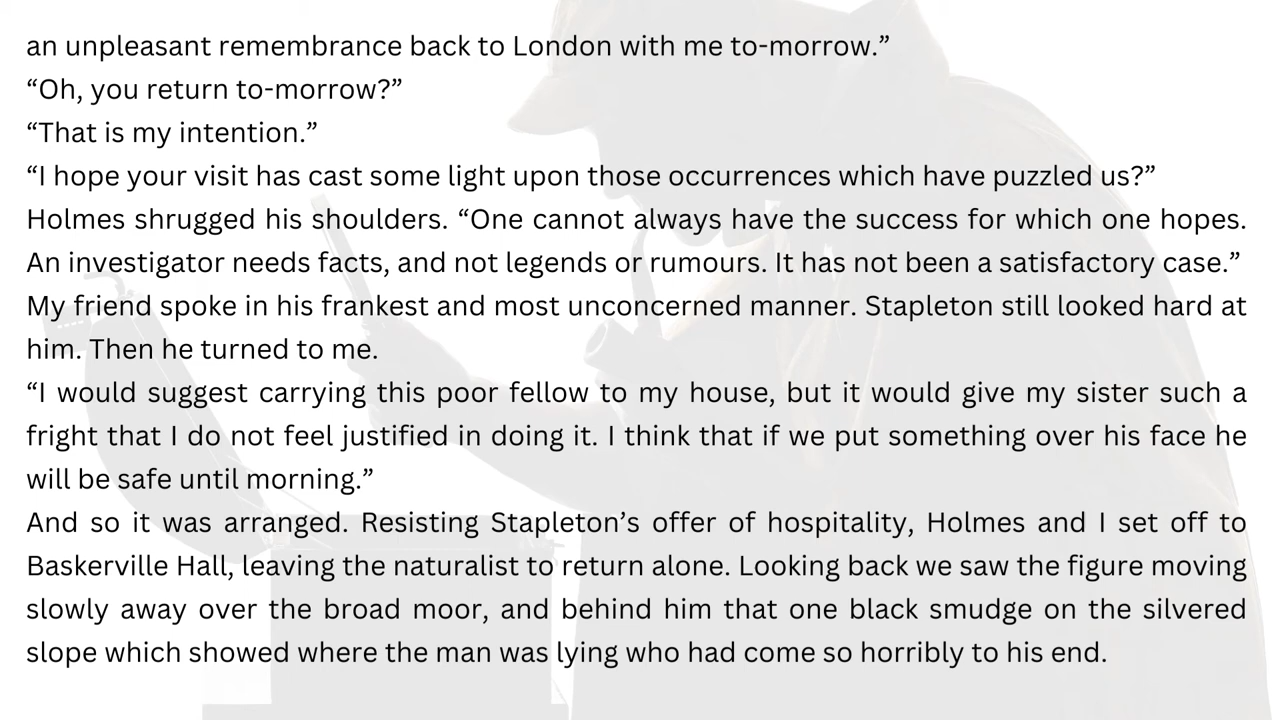 an unpleasant remembrance back to London with me to-morrow.”
“Oh, you return to-morrow?”
“That is my intention.”
“I hope your visit has cast some light upon those occurrences which have puzzled us?”
Holmes shrugged his shoulders. “One cannot always have the success for which one hopes.
An investigator needs facts, and not legends or rumours. It has not been a satisfactory case.”
My friend spoke in his frankest and most unconcerned manner. Stapleton still looked hard at
him. Then he turned to me.
“I would suggest carrying this poor fellow to my house, but it would give my sister such a
fright that I do not feel justified in doing it. I think that if we put something over his face he
will be safe until morning.”
And so it was arranged. Resisting Stapleton’s offer of hospitality, Holmes and I set off to
Baskerville Hall, leaving the naturalist to return alone. Looking back we saw the figure moving
slowly away over the broad moor, and behind him that one black smudge on the silvered
slope which showed where the man was lying who had come so horribly to his end.